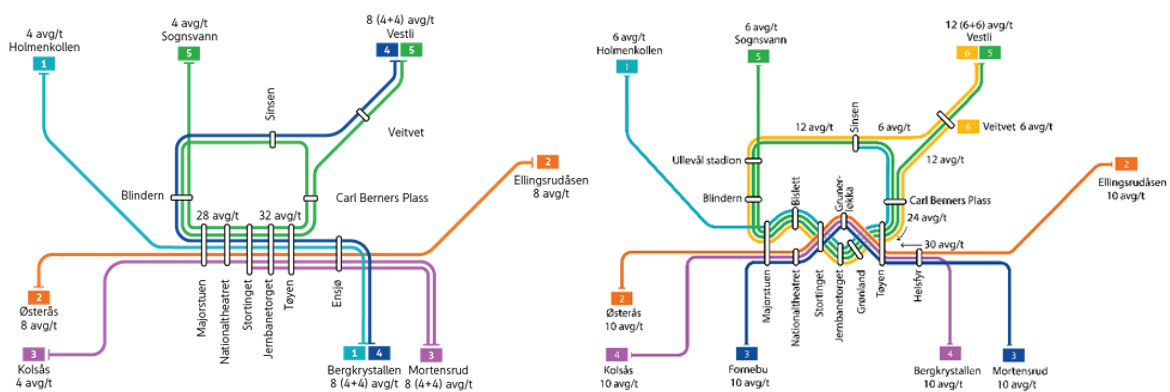 4 avg/t
Holmenkollen
1
4 avg/t
Sognsvann
5
8 (4+4) avg/t
Vestli
4 5
Sinsen
Veitvet
2
Ellingsrudåsen
8 avg/t
Blindern
28 avg/t
32 avg/t
Carl Berners Plass
Majorstuen
Nationaltheatret
Stortinget
Jernbanetorget
Tøyen
Ensjø
2
Østerås
8 avg/t
3
Kolsås
4 avg/t
1 4
Bergkrystallen
8 (4+4) avg/t
3
Mortensrud
8 (4+4) avg/t
6 avg/t
Holmenkollen
1
6 avg/t
Sognsvann
5
12 (6+6) avg/t
Vestli
6 5
Sinsen
12 avg/t
6 avg/t
6
Veitvet 6 avg/t
Ullevål stadion
12 avg/t
2
Ellingsrudåsen
10 avg/t
Blindern
Bislett
Gruner-
løkka
Carl Berners Plass
24 avg/t
30 avg/t
Majorstuen
Nationaltheatret
Stortinget
Jernbanetorget
Grønland
Tøyen
Helsfyr
2
Østerås
10 avg/t
4
Kolsås
10 avg/t
3
Fornebu
10 avg/t
4
Bergkrystallen
10 avg/t
3
Mortensrud
10 avg/t